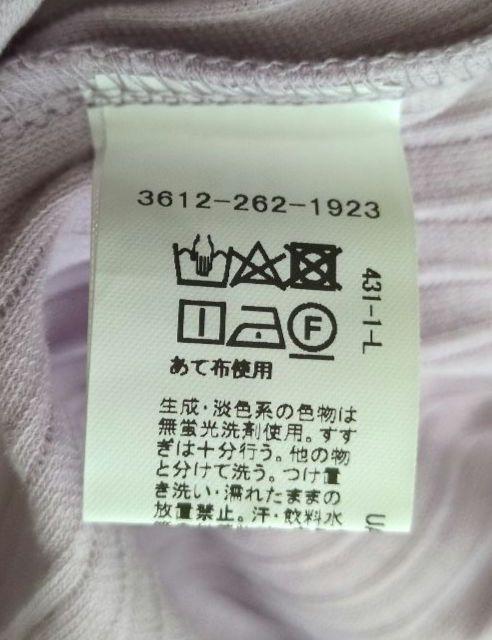 3612-262-1923
431-1-L
F
あて布使用
生成・淡色系の色物は
無蛍光洗剤使用。すす
ぎは十分行う。他の物
と分けて洗う。つけ置
き洗い・濡れたままの
放置禁止。汗・飲料水